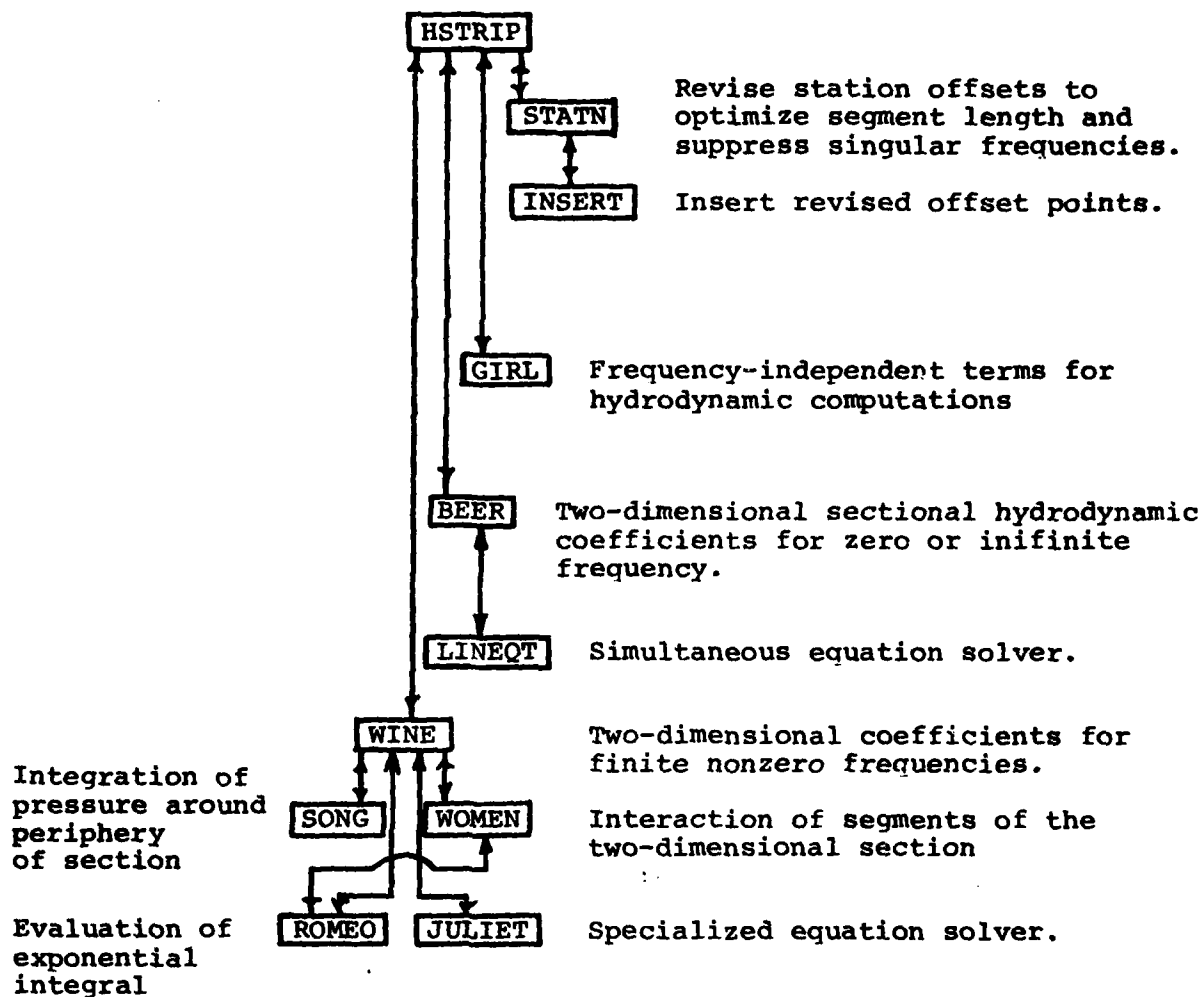 HSTRIP
STATN
Revise station offsets to
optimize segment length and
suppress singular frequencies.
INSERT
Insert revised offset points.
GIRL
Frequency-independent terms for
hydrodynamic computations
BEER
Two-dimensional sectional hydrodynamic
coefficients for zero or inifinite
frequency.
LINEQT
Simultaneous equation solver.
WINE
Two-dimensional coefficients for
finite nonzero frequencies.
Integration of
pressure around
periphery
of section
SONG
WOMEN
Interaction of segments of the
two-dimensional section
Evaluation of
exponential
integral
ROMEO
JULIET
Specialized equation solver.